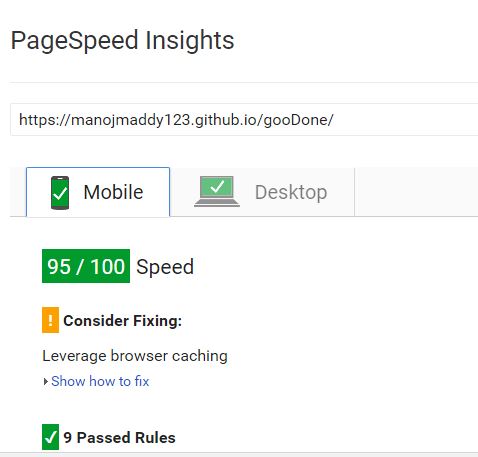 PageSpeed Insights
https://manojmaddy123.github.io/gooDone/
Mobile
Desktop
95 / 100 Speed
! Consider Fixing:
Leverage browser caching
Show how to fix
9 Passed Rules